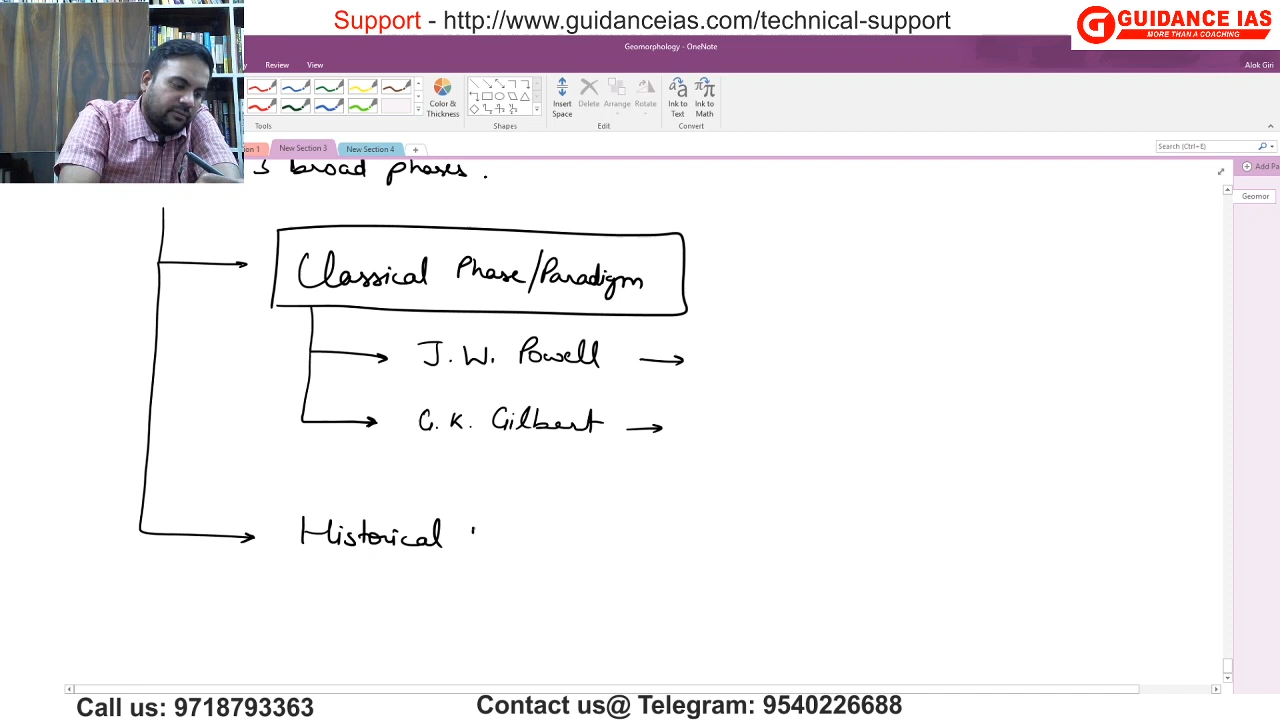 Support - http://www.guidanceias.com/technical-support
GUIDANCE IAS
MORE THAN A COACHING
Geomorphology - OneNote
Review View
Alok Giri
Color & Thickness
Insert Space
Delete
Arrange
Rotate
Ink to Text
Ink to Math
Tools
Shapes
Edit
Convert
New Section 3
New Section 4
Search (Ctrl+E)
Add Pa
Geomor
3 broad phases.
Classical Phase/Paradigm
J. W. Powell
G. K. Gilbert
Historical
Call us: 9718793363
Contact us@ Telegram: 9540226688